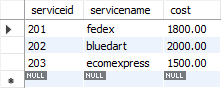 serviceid servicename cost
201 fedex 1800.00
202 bluedart 2000.00
203 ecomexpress 1500.00
NULL NULL NULL